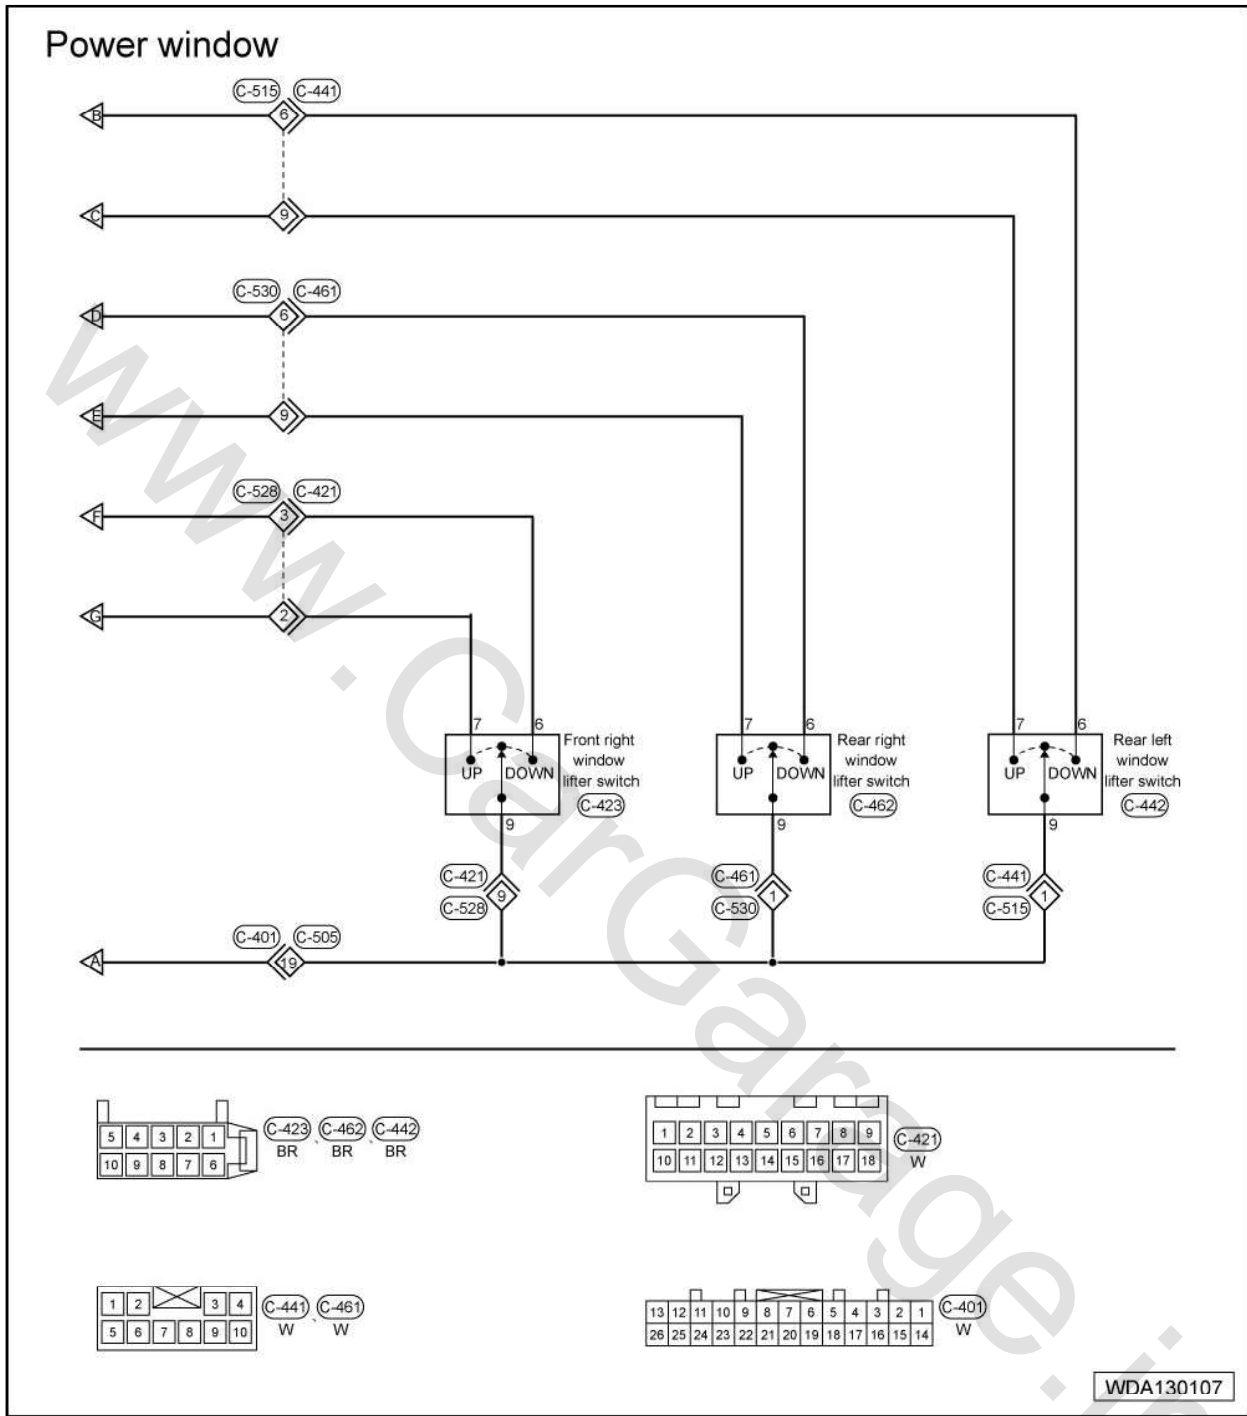 Power window
C-515 C-441
B 6
C 9
C-530 C-461
D 6
E 9
C-528 C-421
F 3
G 2
7 6 7 6 7 6
Front right
window
lifter switch
C-423
UP DOWN
Rear right
window
lifter switch
C-462
UP DOWN
Rear left
window
lifter switch
C-442
UP DOWN
9 9 9
C-421 C-461 C-441
9 1 1
C-528 C-530 C-515
C-401 C-505
A 19
5 4 3 2 1
10 9 8 7 6
C-423 、 C-462 、 C-442
BR BR BR
1 2 3 4 5 6 7 8 9
10 11 12 13 14 15 16 17 18
C-421
W
1 2 3 4
5 6 7 8 9 10
C-441 、 C-461
W W
13 12 11 10 9 8 7 6 5 4 3 2 1
26 25 24 23 22 21 20 19 18 17 16 15 14
C-401
W
WDA130107
www.CarGarage.in